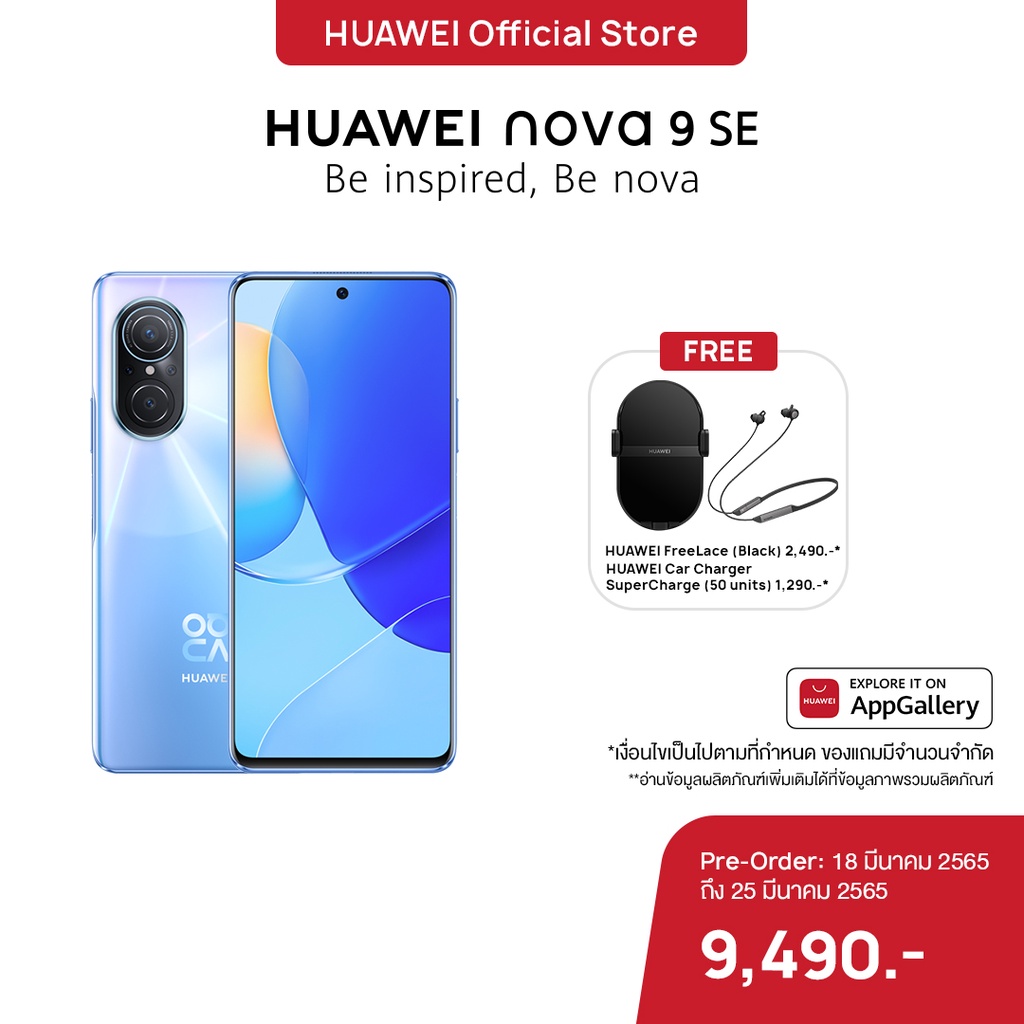 HUAWEI Official Store
HUAWEI nova 9 SE
Be inspired, Be nova
HUAWEI
FREE
HUAWEI
HUAWEI FreeLace (Black) 2,490.-*
HUAWEI Car Charger
SuperCharge (50 units) 1,290.-*
HUAWEI
EXPLORE IT ON
AppGallery
*เงื่อนไขเป็นไปตามที่กำหนด ของแถมมีจำนวนจำกัด
**อ่านข้อมูลผลิตภัณฑ์เพิ่มเติมได้ที่ข้อมูลภาพรวมผลิตภัณฑ์
Pre-Order: 18 มีนาคม 2565
ถึง 25 มีนาคม 2565
9,490.-